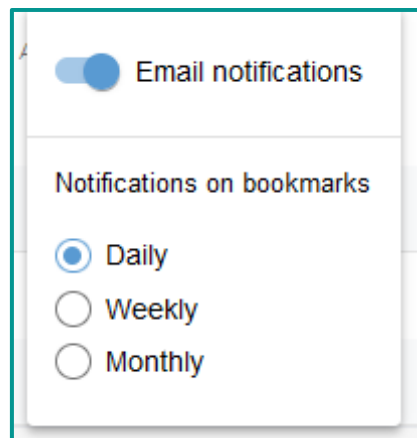 Email notifications
Notifications on bookmarks
Daily
Weekly
Monthly